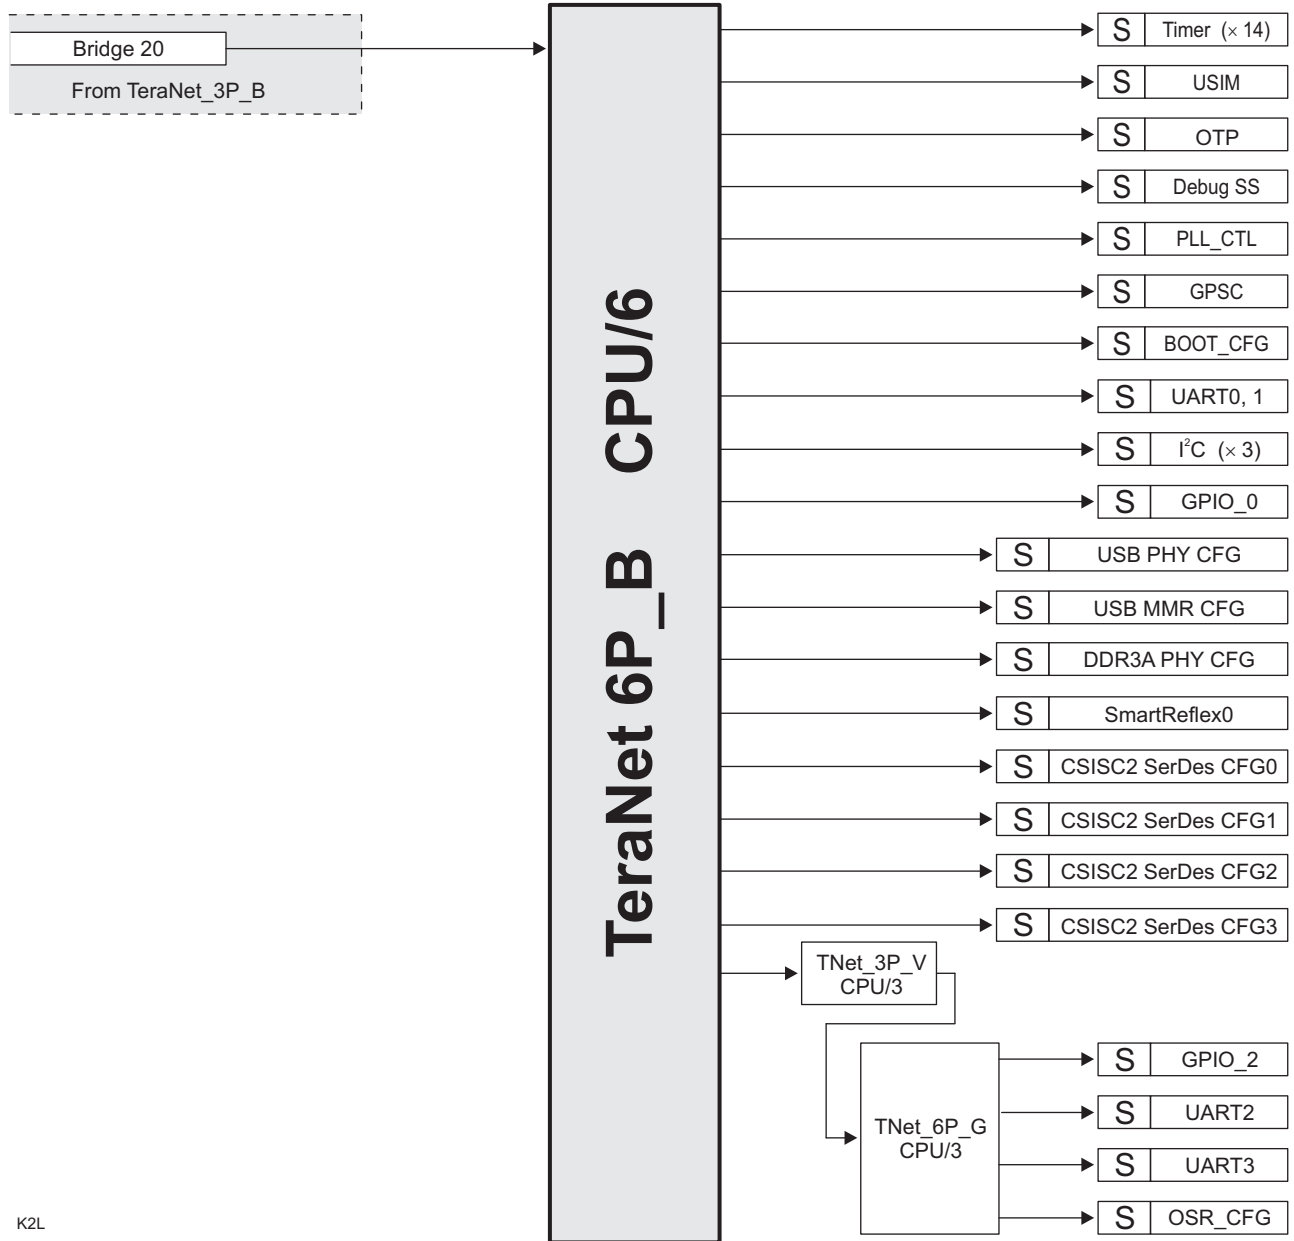 Bridge 20
From TeraNet_3P_B
TeraNet 6P_B CPU/6
S Timer (× 14)
S USIM
S OTP
S Debug SS
S PLL_CTL
S GPSC
S BOOT_CFG
S UART0, 1
S I²C (× 3)
S GPIO_0
S USB PHY CFG
S USB MMR CFG
S DDR3A PHY CFG
S SmartReflex0
S CSISC2 SerDes CFG0
S CSISC2 SerDes CFG1
S CSISC2 SerDes CFG2
S CSISC2 SerDes CFG3
TNet_3P_V
CPU/3
TNet_6P_G
CPU/3
S GPIO_2
S UART2
S UART3
S OSR_CFG
K2L